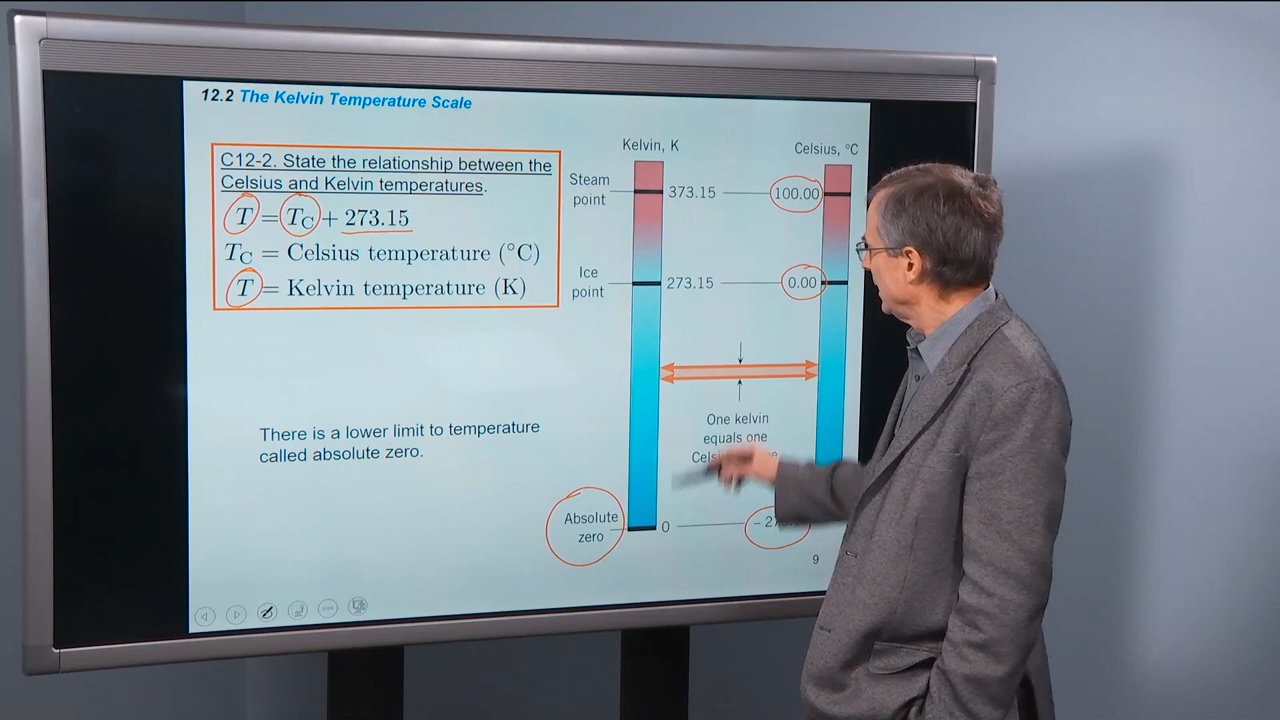 12.2 The Kelvin Temperature Scale
C12-2. State the relationship between the
Celsius and Kelvin temperatures.
T = T_C + 273.15
T_C = Celsius temperature (°C)
T = Kelvin temperature (K)
There is a lower limit to temperature
called absolute zero.
Kelvin, K
Celsius, °C
Steam
point
373.15
100.00
Ice
point
273.15
0.00
One kelvin
equals one
Absolute
zero
0
9